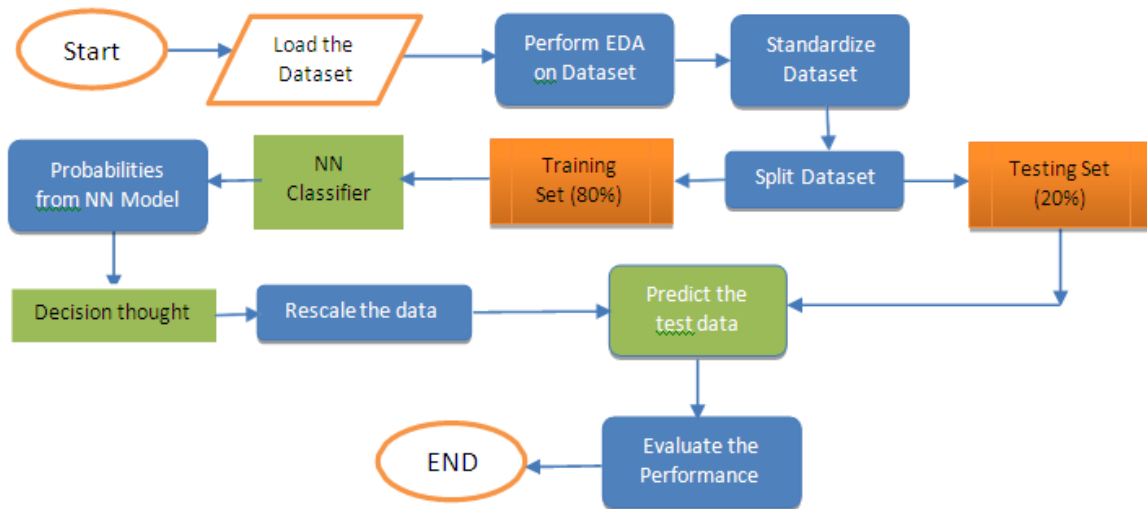 Start
Load the
Dataset
Perform EDA
on Dataset
Standardize
Dataset
Probabilities
from NN Model
NN
Classifier
Training
Set (80%)
Split Dataset
Testing Set
(20%)
Decision thought
Rescale the data
Predict the
test data
END
Evaluate the
Performance